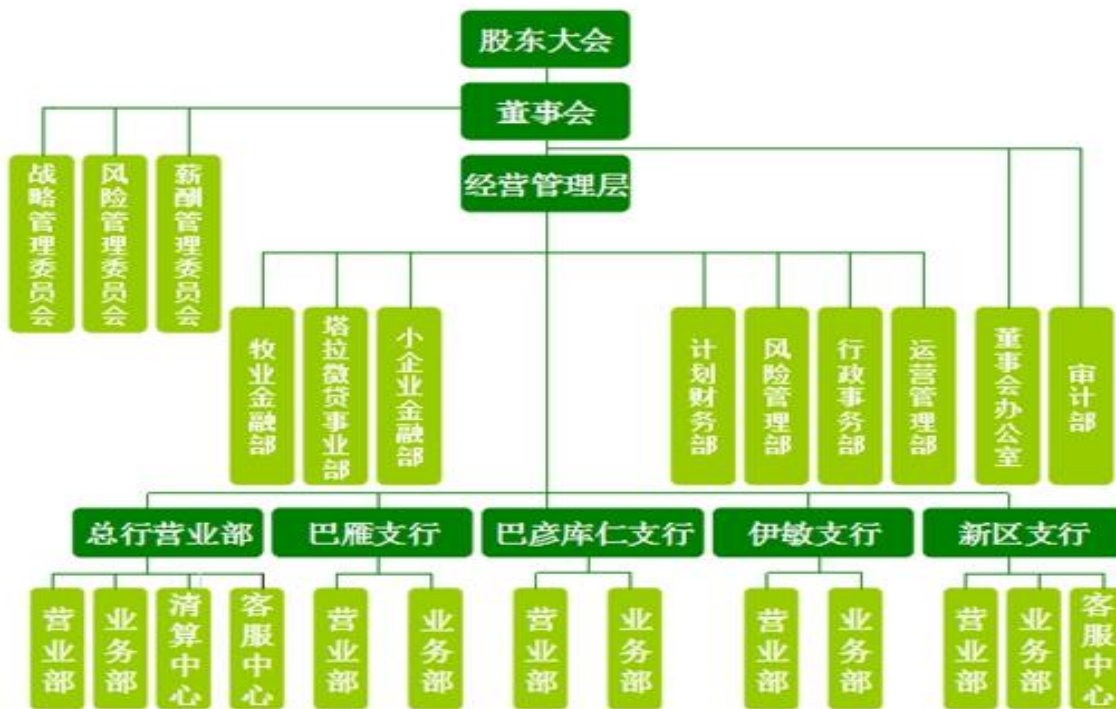 股东大会
董事会
经营管理层
战略管理委员会
风险管理委员会
薪酬管理委员会
牧业金融部
塔拉微贷事业部
小企业金融部
计划财务部
风险管理部
行政事务部
运营管理部
董事会办公室
审计部
总行营业部
巴雁支行
巴彦库仁支行
伊敏支行
新区支行
营业部
业务部
清算中心
客服中心
营业部
业务部
营业部
业务部
营业部
业务部
营业部
业务部
客服中心